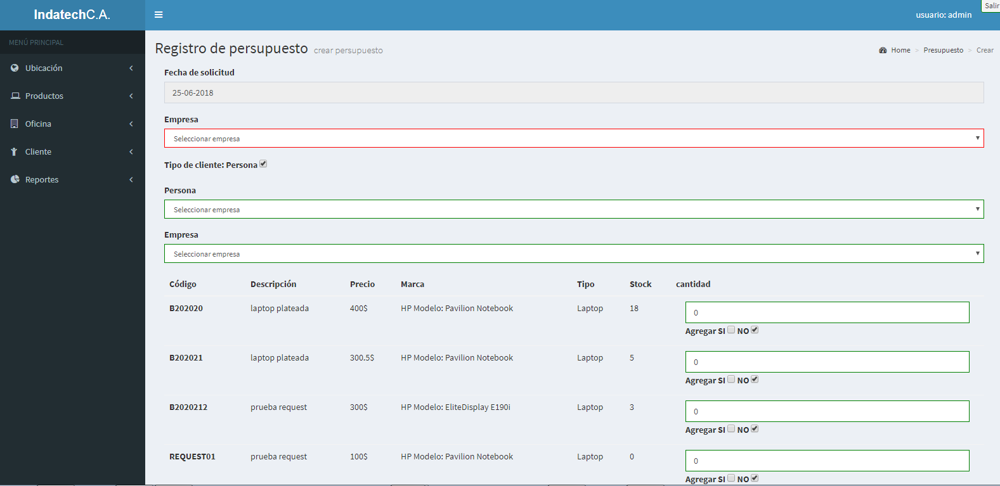 IndatechC.A.
usuario: admin
Salir
MENÚ PRINCIPAL
Ubicación
Productos
Oficina
Cliente
Reportes
Registro de persupuesto crear persupuesto
Home > Presupuesto > Crear
Fecha de solicitud
25-06-2018
Empresa
Seleccionar empresa
Tipo de cliente: Persona
Persona
Seleccionar empresa
Empresa
Seleccionar empresa
Código Descripción Precio Marca Tipo Stock cantidad
B202020 laptop plateada 400$ HP Modelo: Pavilion Notebook Laptop 18 0
Agregar SI NO
B202021 laptop plateada 300.5$ HP Modelo: Pavilion Notebook Laptop 5 0
Agregar SI NO
B2020212 prueba request 300$ HP Modelo: EliteDisplay E190i Laptop 3 0
Agregar SI NO
REQUEST01 prueba request 100$ HP Modelo: Pavilion Notebook Laptop 0 0
Agregar SI NO